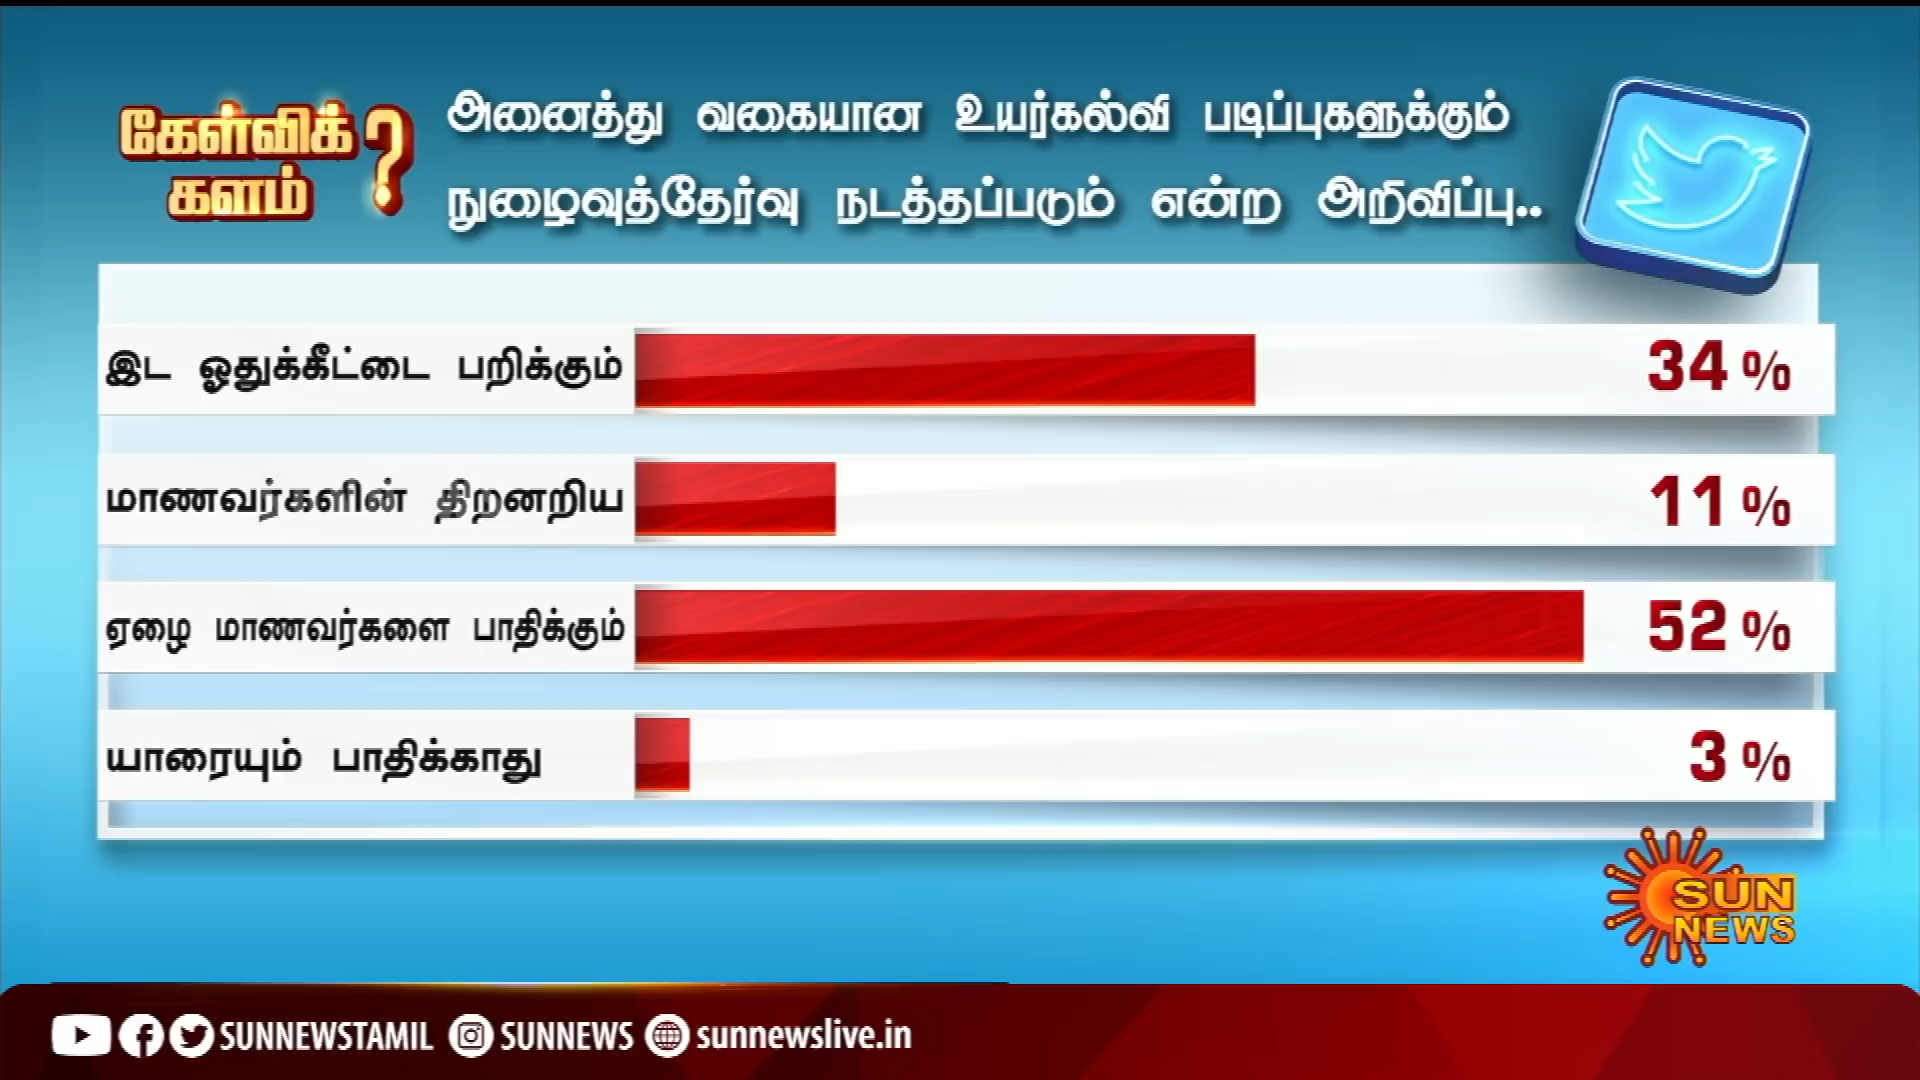 கேள்விக்
களம்?
அனைத்து வகையான உயர்கல்வி படிப்புகளுக்கும்
நுழைவுத்தேர்வு நடத்தப்படும் என்ற அறிவிப்பு..
இட ஒதுக்கீட்டை பறிக்கும் 34%
மாணவர்களின் திறனறிய 11%
ஏழை மாணவர்களை பாதிக்கும் 52%
யாரையும் பாதிக்காது 3%
SUN
NEWS
SUNNEWSTAMIL SUNNEWS sunnewslive.in